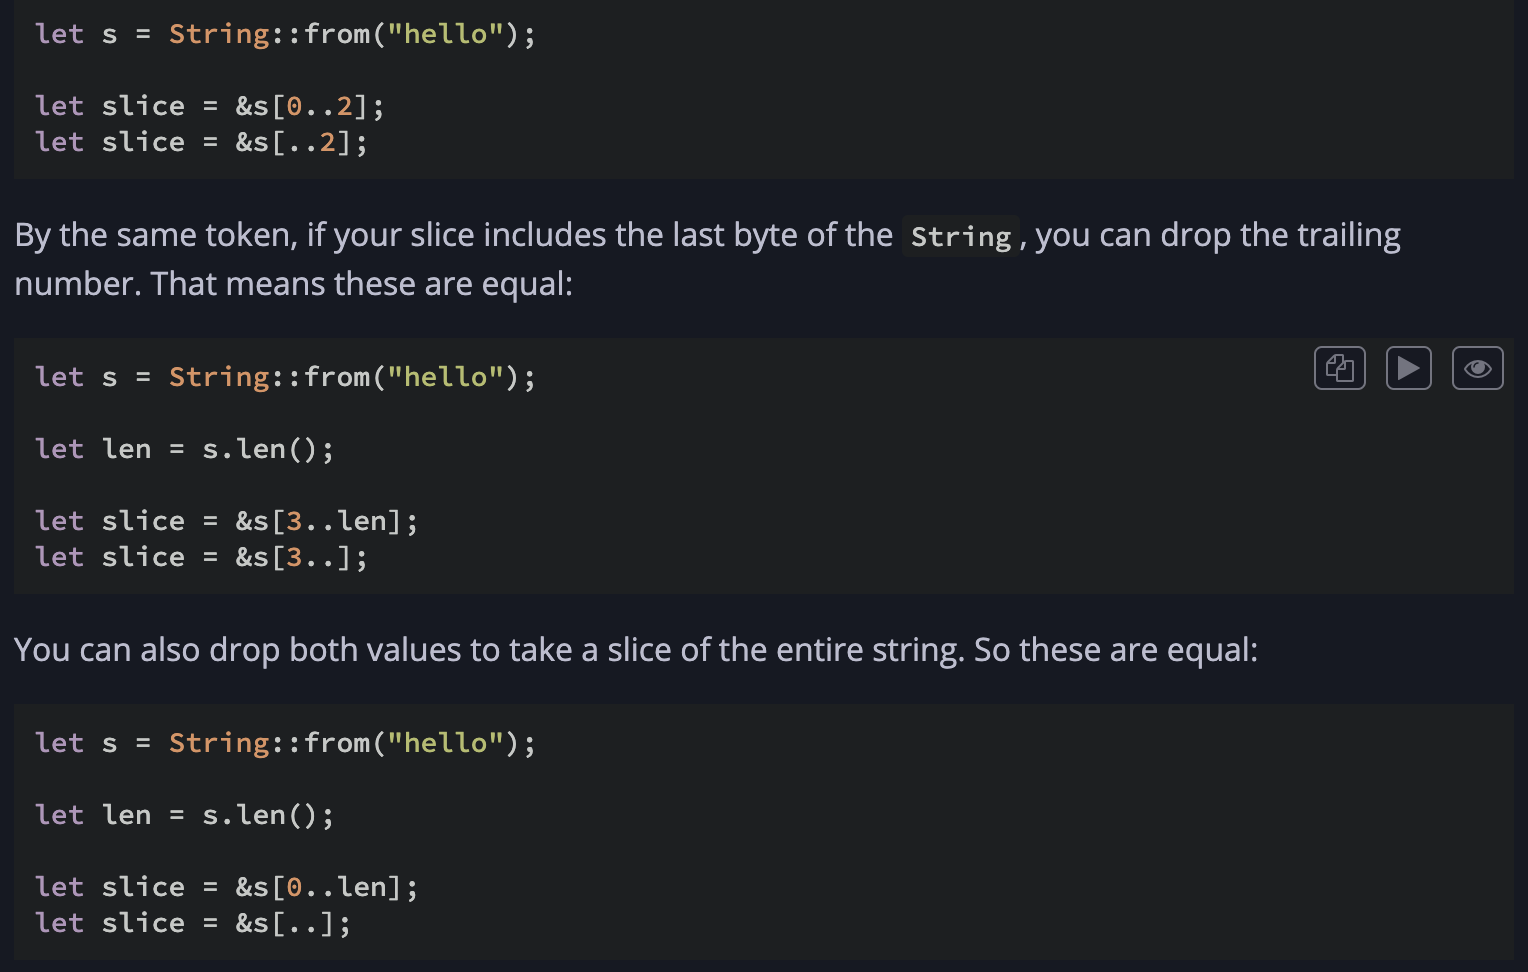 let s = String::from("hello");
let slice = &s[0..2];
let slice = &s[..2];
By the same token, if your slice includes the last byte of the String, you can drop the trailing
number. That means these are equal:
let s = String::from("hello");
let len = s.len();
let slice = &s[3..len];
let slice = &s[3..];
You can also drop both values to take a slice of the entire string. So these are equal:
let s = String::from("hello");
let len = s.len();
let slice = &s[0..len];
let slice = &s[..];